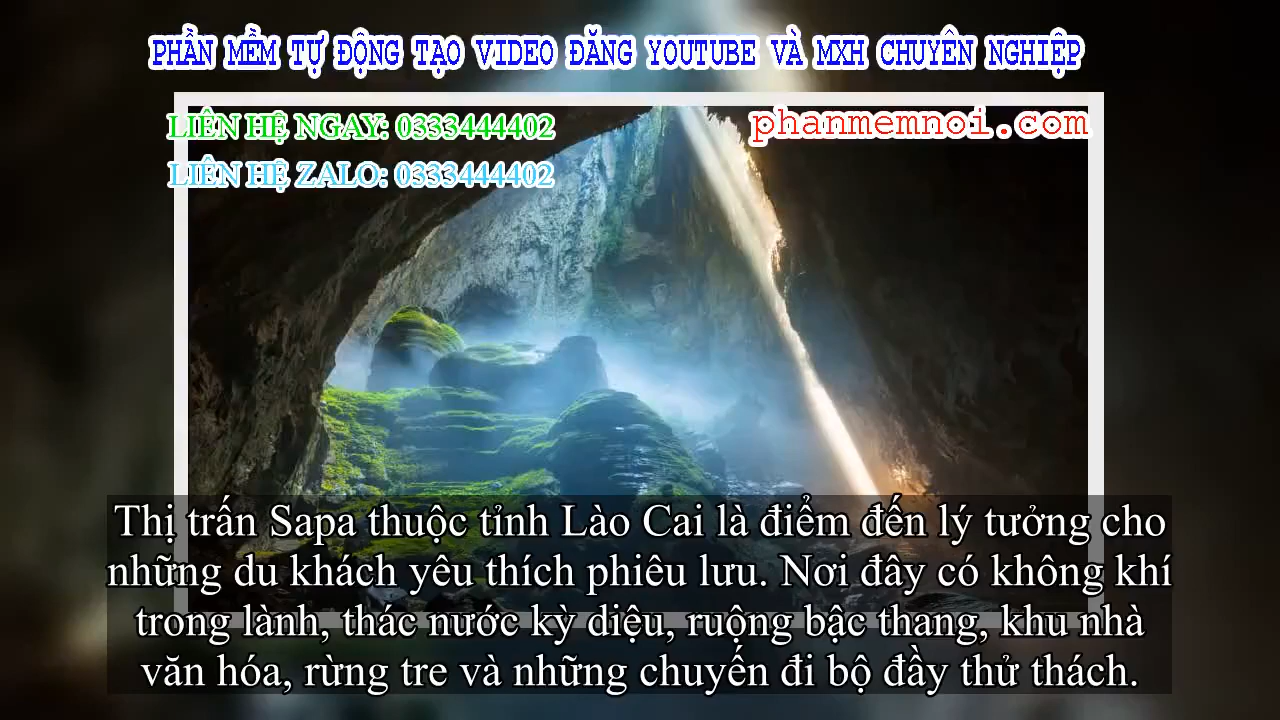 PHẦN MỀM TỰ ĐỘNG TẠO VIDEO ĐĂNG YOUTUBE VÀ MXH CHUYÊN NGHIỆP
LIÊN HỆ NGAY: 0333444402
phanmemnoi.com
LIÊN HỆ ZALO: 0333444402
Thị trấn Sapa thuộc tỉnh Lào Cai là điểm đến lý tưởng cho
những du khách yêu thích phiêu lưu. Nơi đây có không khí
trong lành, thác nước kỳ diệu, ruộng bậc thang, khu nhà
văn hóa, rừng tre và những chuyến đi bộ đầy thử thách.